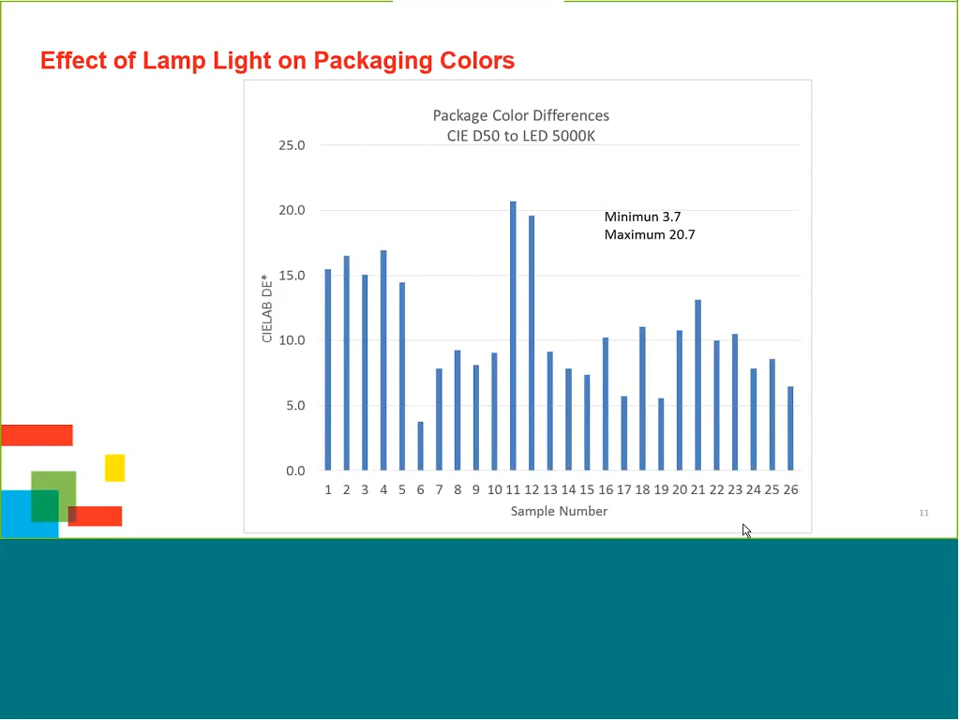 Effect of Lamp Light on Packaging Colors
Package Color Differences
CIE D50 to LED 5000K
25.0
20.0
15.0
10.0
5.0
0.0
CIELAB DE*
Minimun 3.7
Maximum 20.7
1 2 3 4 5 6 7 8 9 10 11 12 13 14 15 16 17 18 19 20 21 22 23 24 25 26
Sample Number
11